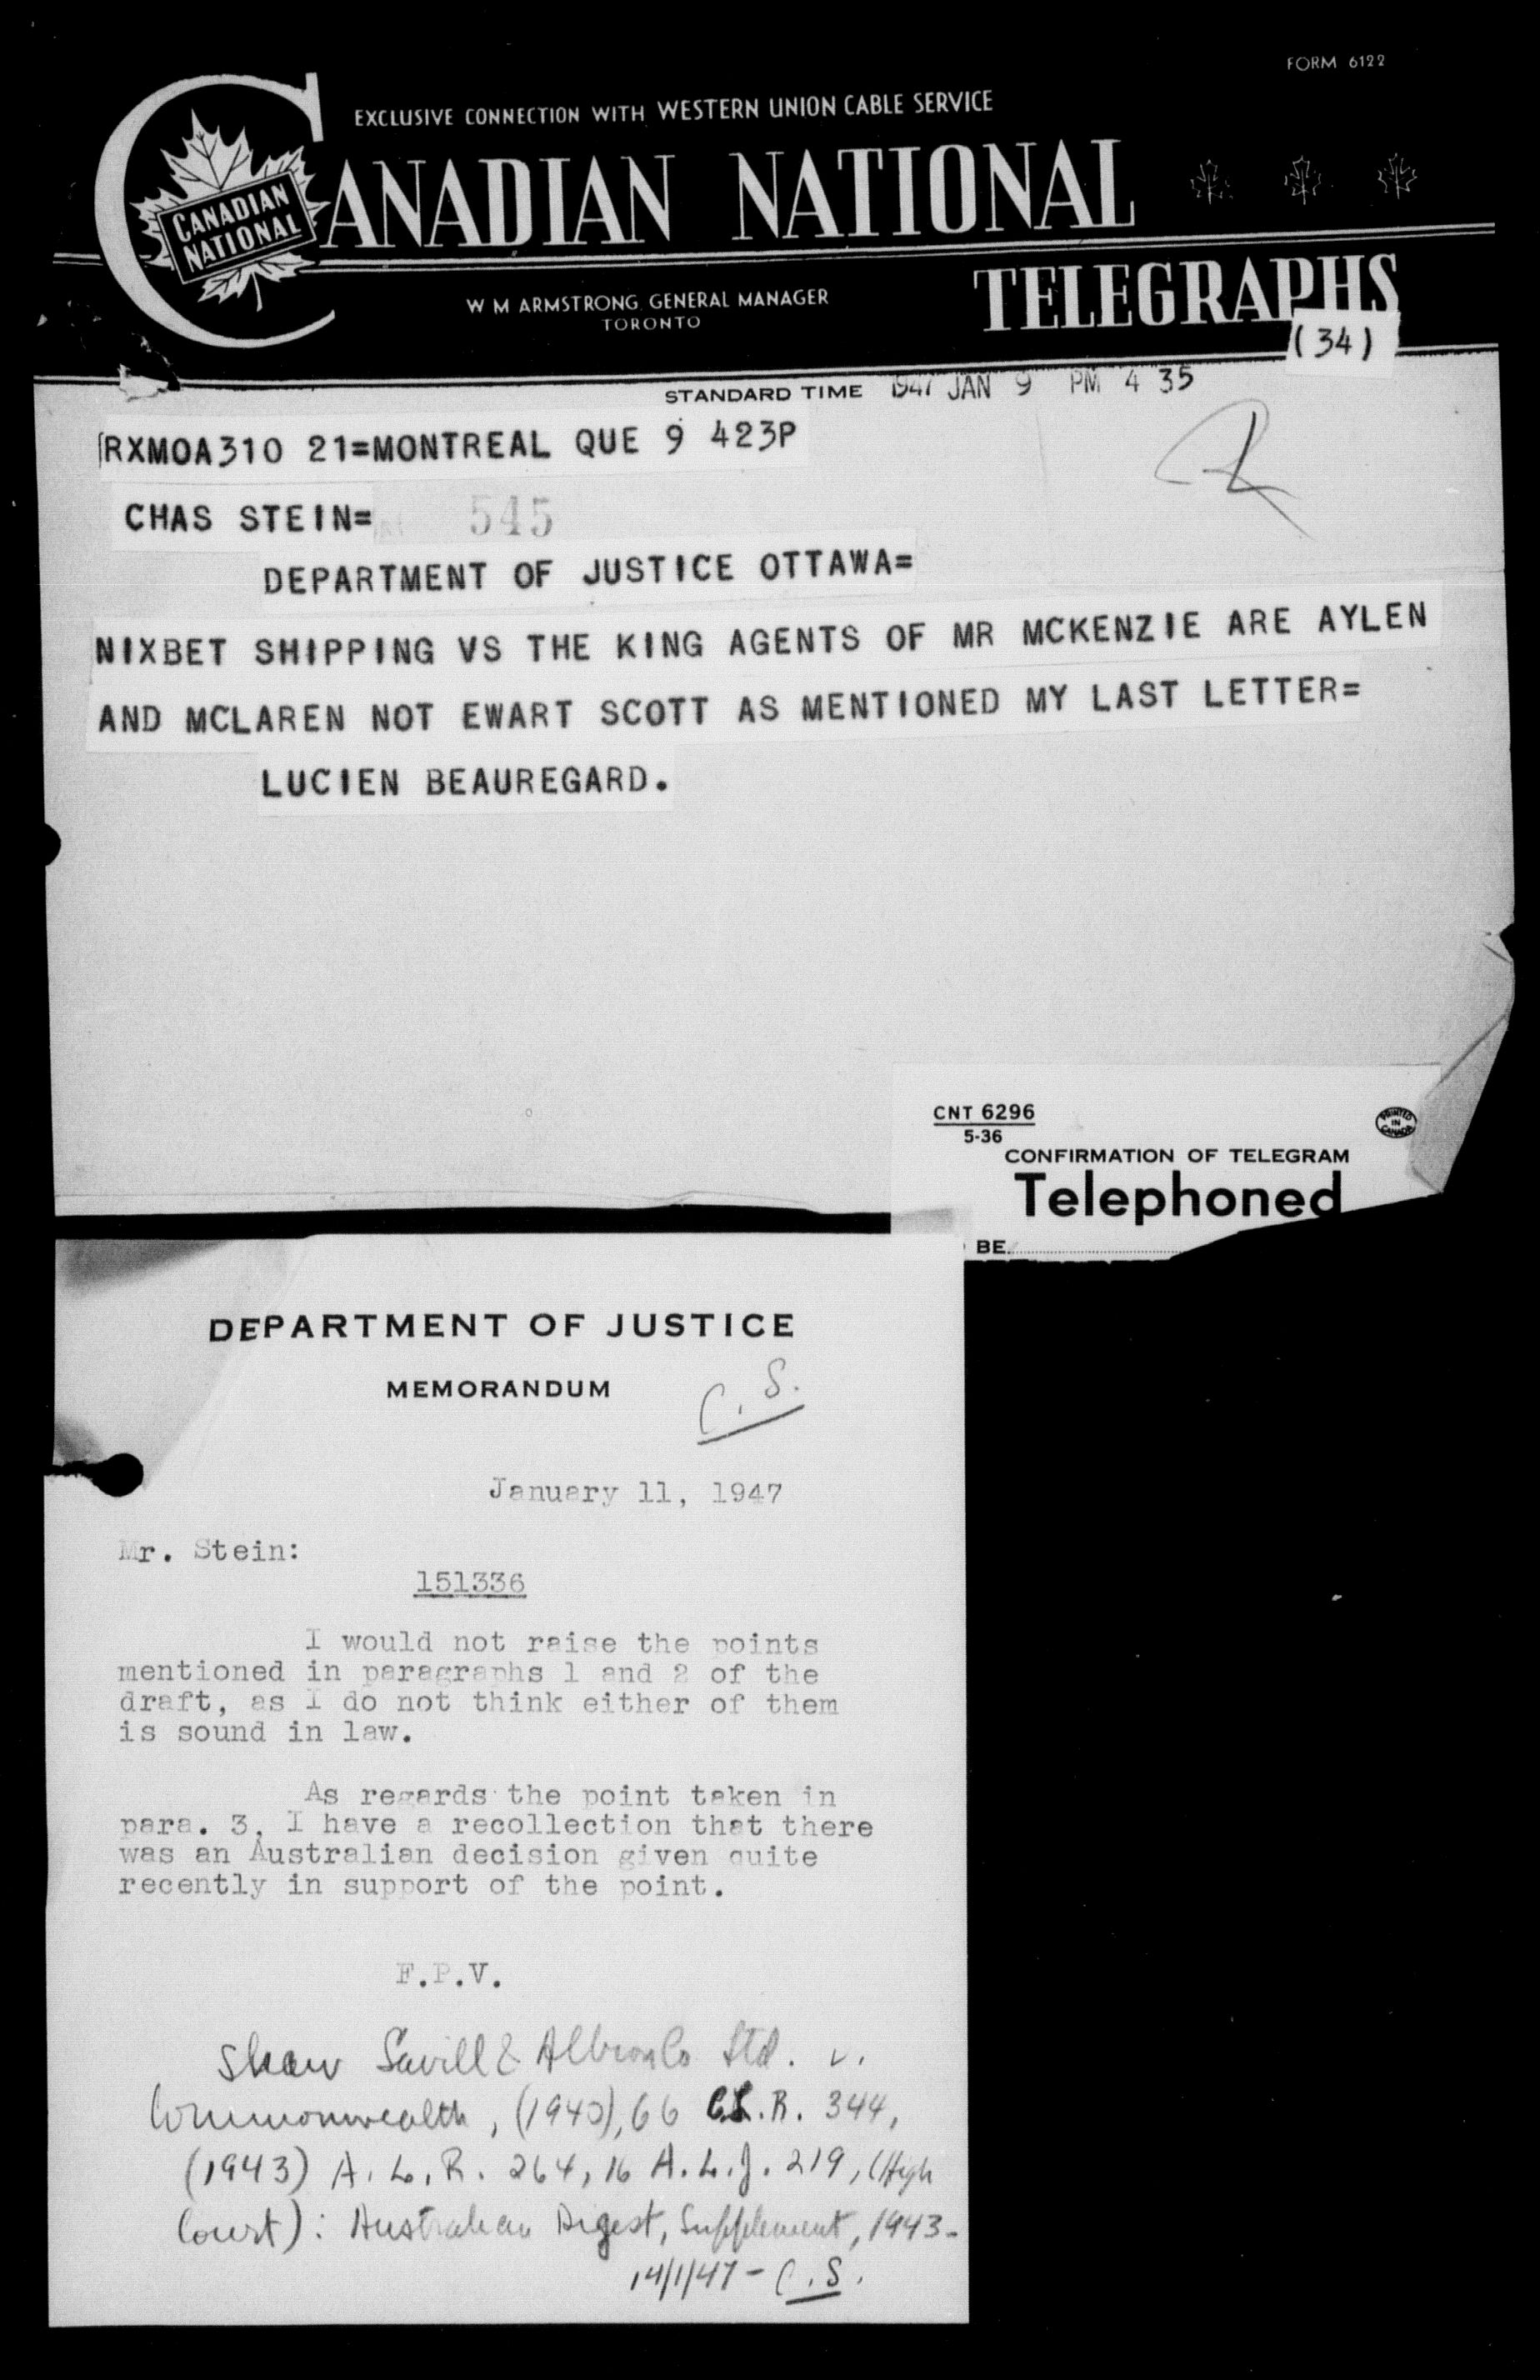 FORM 6122
EXCLUSIVE CONNECTION WITH WESTERN UNION CABLE SERVICE
CANADIAN NATIONAL
CANADIAN
NATIONAL
TELEGRAPHS
W M ARMSTRONG GENERAL MANAGER
TORONTO
(34)
STANDARD TIME 1947 JAN 9 PM 4 35
RXMOA310 21=MONTREAL QUE 9 423P
CHAS STEIN= 545
DEPARTMENT OF JUSTICE OTTAWA=
NIXBET SHIPPING VS THE KING AGENTS OF MR MCKENZIE ARE AYLEN
AND MCLAREN NOT EWART SCOTT AS MENTIONED MY LAST LETTER=
LUCIEN BEAUREGARD.
CNT 6296
5-36
PRINTED
IN
CANADA
CONFIRMATION OF TELEGRAM
Telephoned
BE
DEPARTMENT OF JUSTICE
MEMORANDUM
C.S.
January 11, 1947
Mr. Stein:
151336
I would not raise the points
mentioned in paragraphs 1 and 2 of the
draft, as I do not think either of them
is sound in law.
As regards the point taken in
para. 3, I have a recollection that there
was an Australian decision given quite
recently in support of the point.
F.P.V.
Shaw Savill & Albion Co Ltd. v.
Commonwealth, (1940), 66 C.L.R. 344,
(1943) A.L.R. 264, 16 A.L.J. 219, (High
Court): Australian Digest, Supplement, 1943-
14/1/47 - C.S.